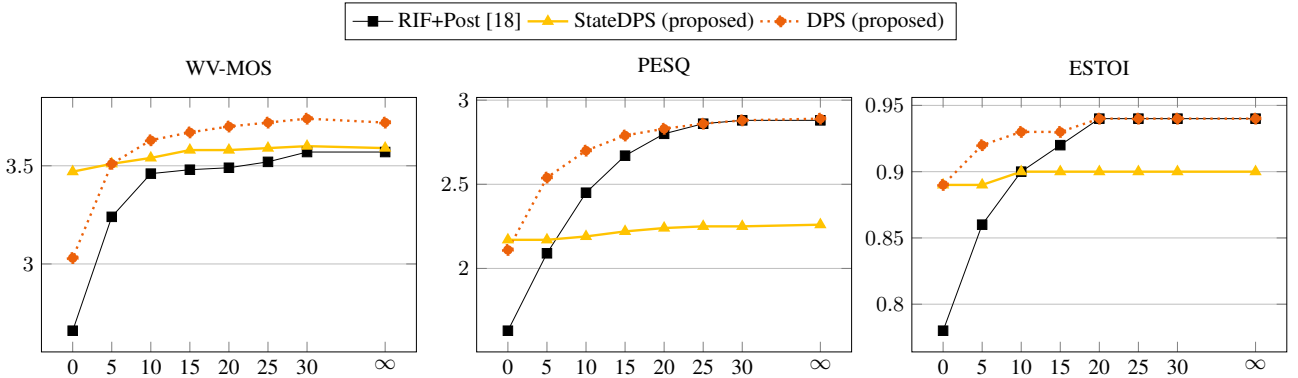 RIF+Post [18] StateDPS (proposed) DPS (proposed)
WV-MOS
3.5
3
0 5 10 15 20 25 30 ∞
PESQ
3
2.5
2
0 5 10 15 20 25 30 ∞
ESTOI
0.95
0.9
0.85
0.8
0 5 10 15 20 25 30 ∞